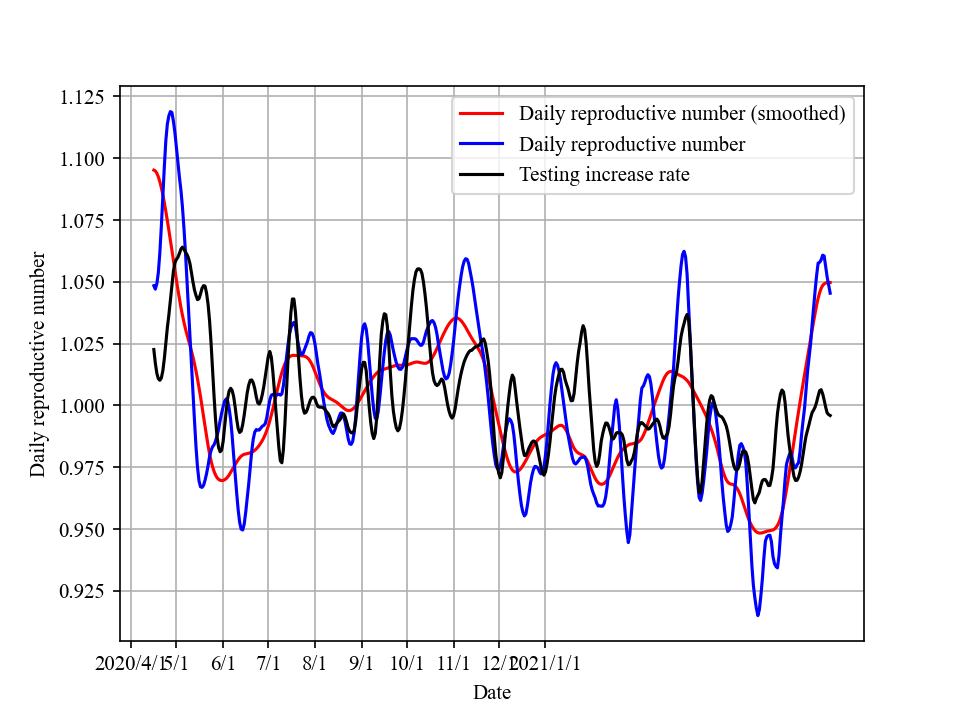 Daily reproductive number (smoothed)
Daily reproductive number
Testing increase rate
Daily reproductive number
1.125
1.100
1.075
1.050
1.025
1.000
0.975
0.950
0.925
2020/4/1 5/1 6/1 7/1 8/1 9/1 10/1 11/1 12/1 2021/1/1
Date